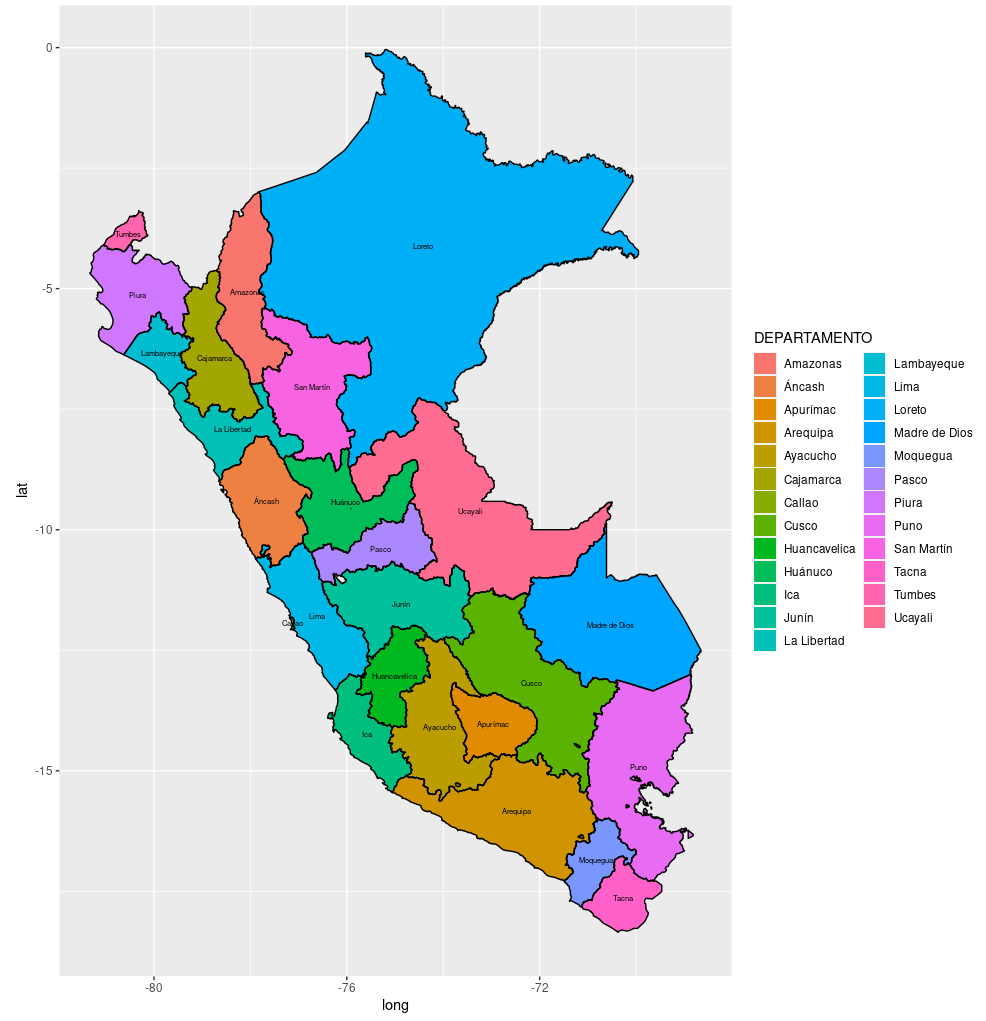 0
-5
-10
-15
lat
-80
-76
-72
long
Loreto
Tumbes
Piura
Amazonas
Lambayeque
Cajamarca
San Martín
La Libertad
Áncash
Huánuco
Ucayali
Pasco
Junín
Lima
Callao
Madre de Dios
Huancavelica
Cusco
Ayacucho
Apurímac
Ica
Puno
Arequipa
Moquegua
Tacna
DEPARTAMENTO
Amazonas
Áncash
Apurímac
Arequipa
Ayacucho
Cajamarca
Callao
Cusco
Huancavelica
Huánuco
Ica
Junín
La Libertad
Lambayeque
Lima
Loreto
Madre de Dios
Moquegua
Pasco
Piura
Puno
San Martín
Tacna
Tumbes
Ucayali